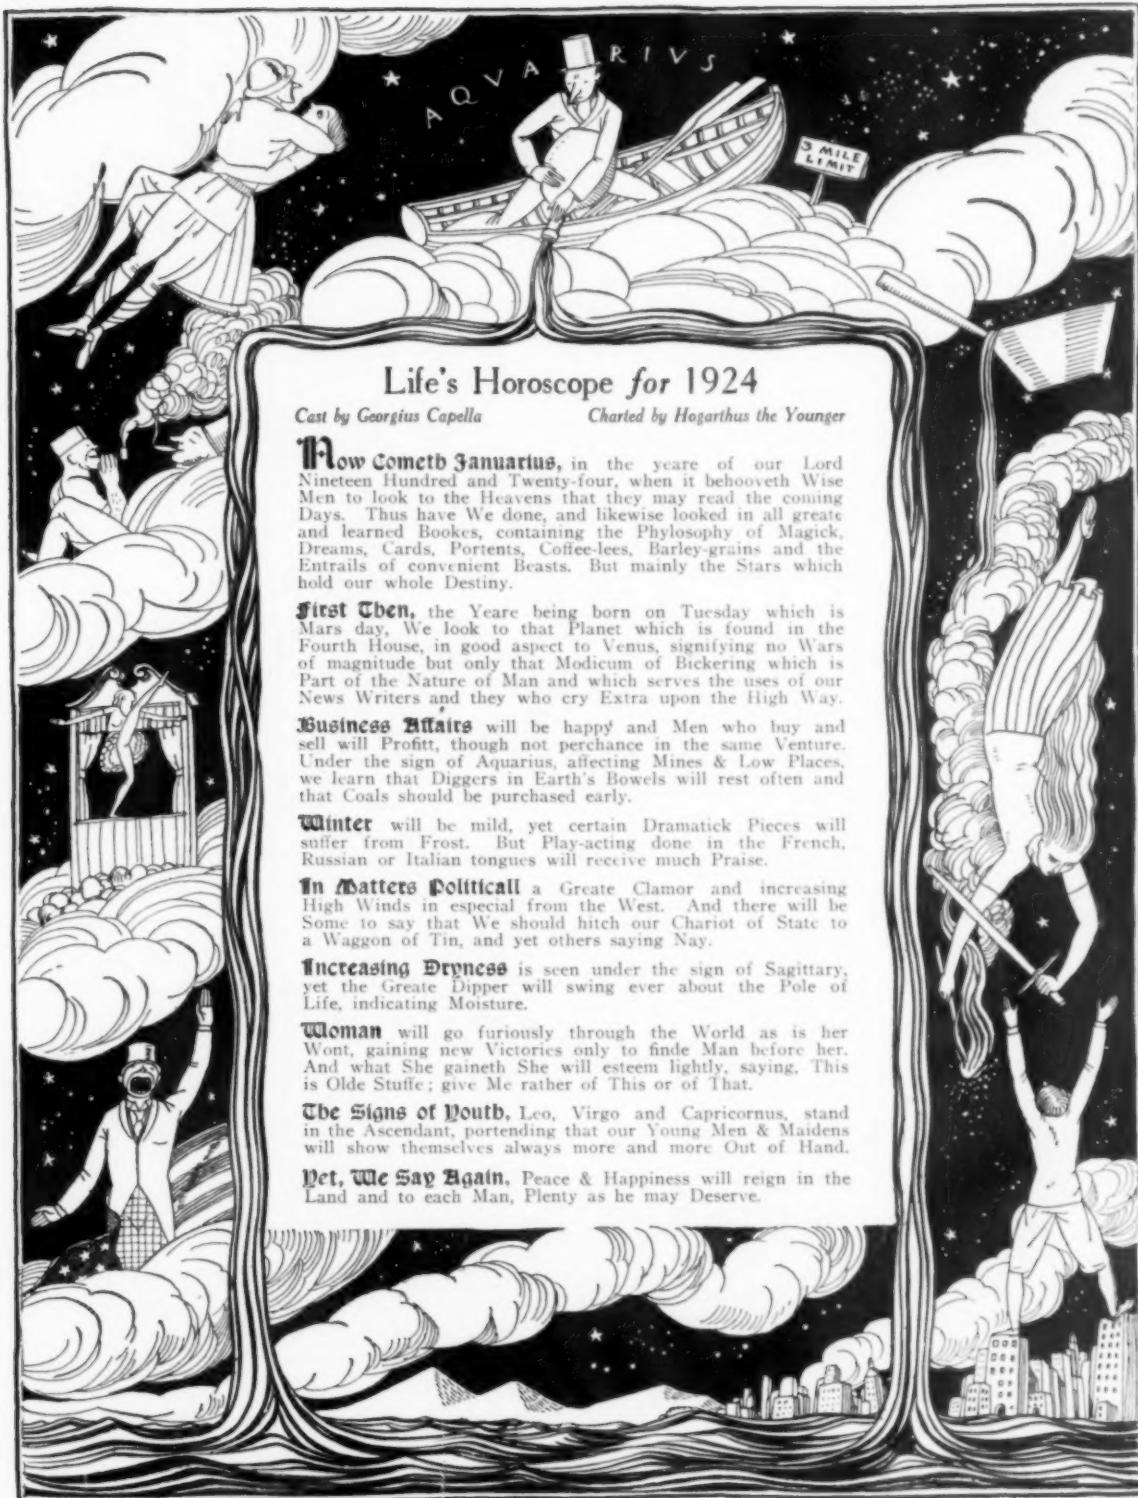 AQVARIVS
3 MILE
LIMIT
Life's Horoscope for 1924
Cast by Georgius Capella Charted by Hogarthus the Younger
Now Cometh Januarius, in the yeare of our Lord
Nineteen Hundred and Twenty-four, when it behooveth Wise
Men to look to the Heavens that they may read the coming
Days. Thus have We done, and likewise looked in all greate
and learned Bookes, containing the Phylosophy of Magick,
Dreams, Cards, Portents, Coffee-lees, Barley-grains and the
Entrails of convenient Beasts. But mainly the Stars which
hold our whole Destiny.
First Then, the Yeare being born on Tuesday which is
Mars day, We look to that Planet which is found in the
Fourth House, in good aspect to Venus, signifying no Wars
of magnitude but only that Modicum of Bickering which is
Part of the Nature of Man and which serves the uses of our
News Writers and they who cry Extra upon the High Way.
Business Affairs will be happy and Men who buy and
sell will Profitt, though not perchance in the same Venture.
Under the sign of Aquarius, affecting Mines & Low Places,
we learn that Diggers in Earth's Bowels will rest often and
that Coals should be purchased early.
Winter will be mild, yet certain Dramatick Pieces will
suffer from Frost. But Play-acting done in the French,
Russian or Italian tongues will receive much Praise.
In Matters Politicall a Greate Clamor and increasing
High Winds in especial from the West. And there will be
Some to say that We should hitch our Chariot of State to
a Waggon of Tin, and yet others saying Nay.
Increasing Dryness is seen under the sign of Sagittary,
yet the Greate Dipper will swing ever about the Pole of
Life, indicating Moisture.
Woman will go furiously through the World as is her
Wont, gaining new Victories only to finde Man before her.
And what She gaineth She will esteem lightly, saying, This
is Olde Stuffe; give Me rather of This or of That.
The Signs of Youth, Leo, Virgo and Capricornus, stand
in the Ascendant, portending that our Young Men & Maidens
will show themselves always more and more Out of Hand.
Yet, We Say Again, Peace & Happiness will reign in the
Land and to each Man, Plenty as he may Deserve.